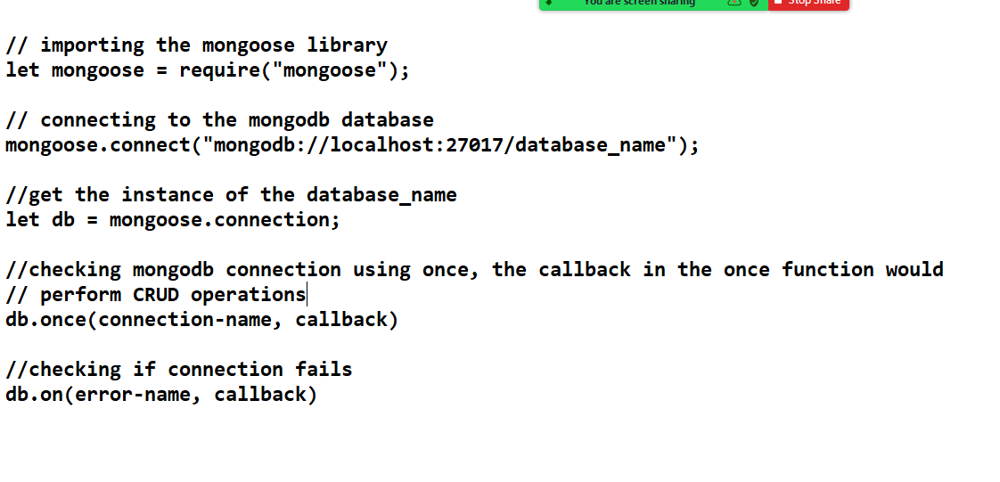 You are screen sharing
Stop Share
// importing the mongoose library
let mongoose = require("mongoose");
// connecting to the mongodb database
mongoose.connect("mongodb://localhost:27017/database_name");
//get the instance of the database_name
let db = mongoose.connection;
//checking mongodb connection using once, the callback in the once function would
// perform CRUD operations
db.once(connection-name, callback)
//checking if connection fails
db.on(error-name, callback)